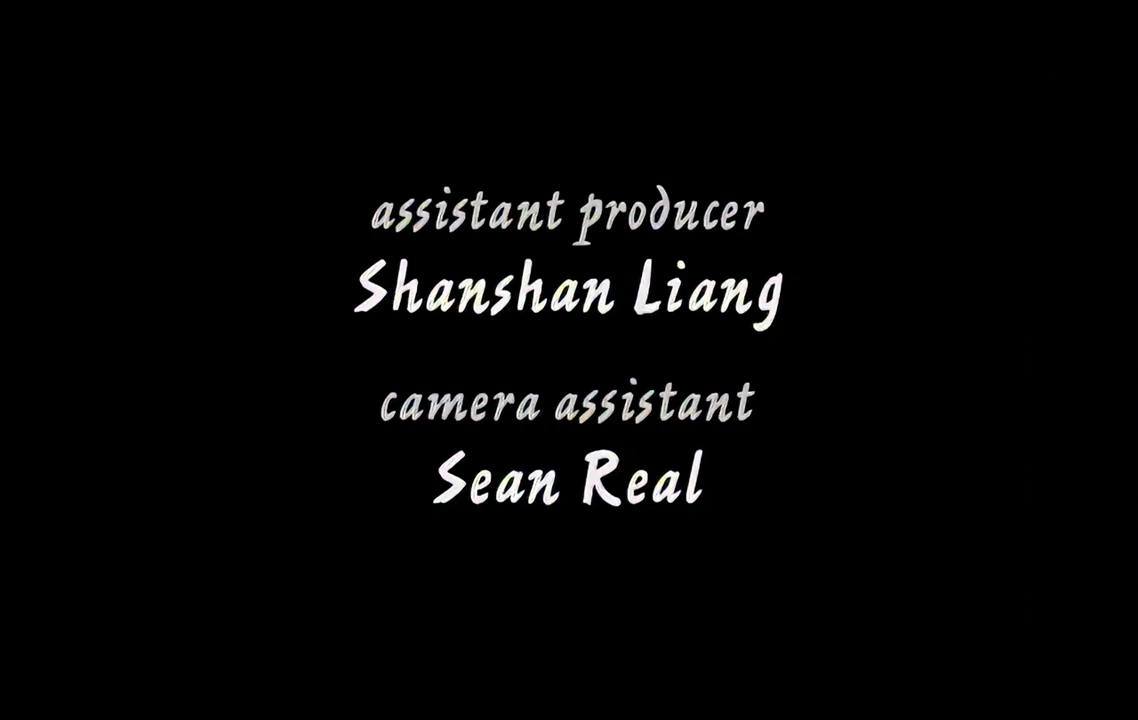 assistant producer
Shanshan Liang
camera assistant
Sean Real